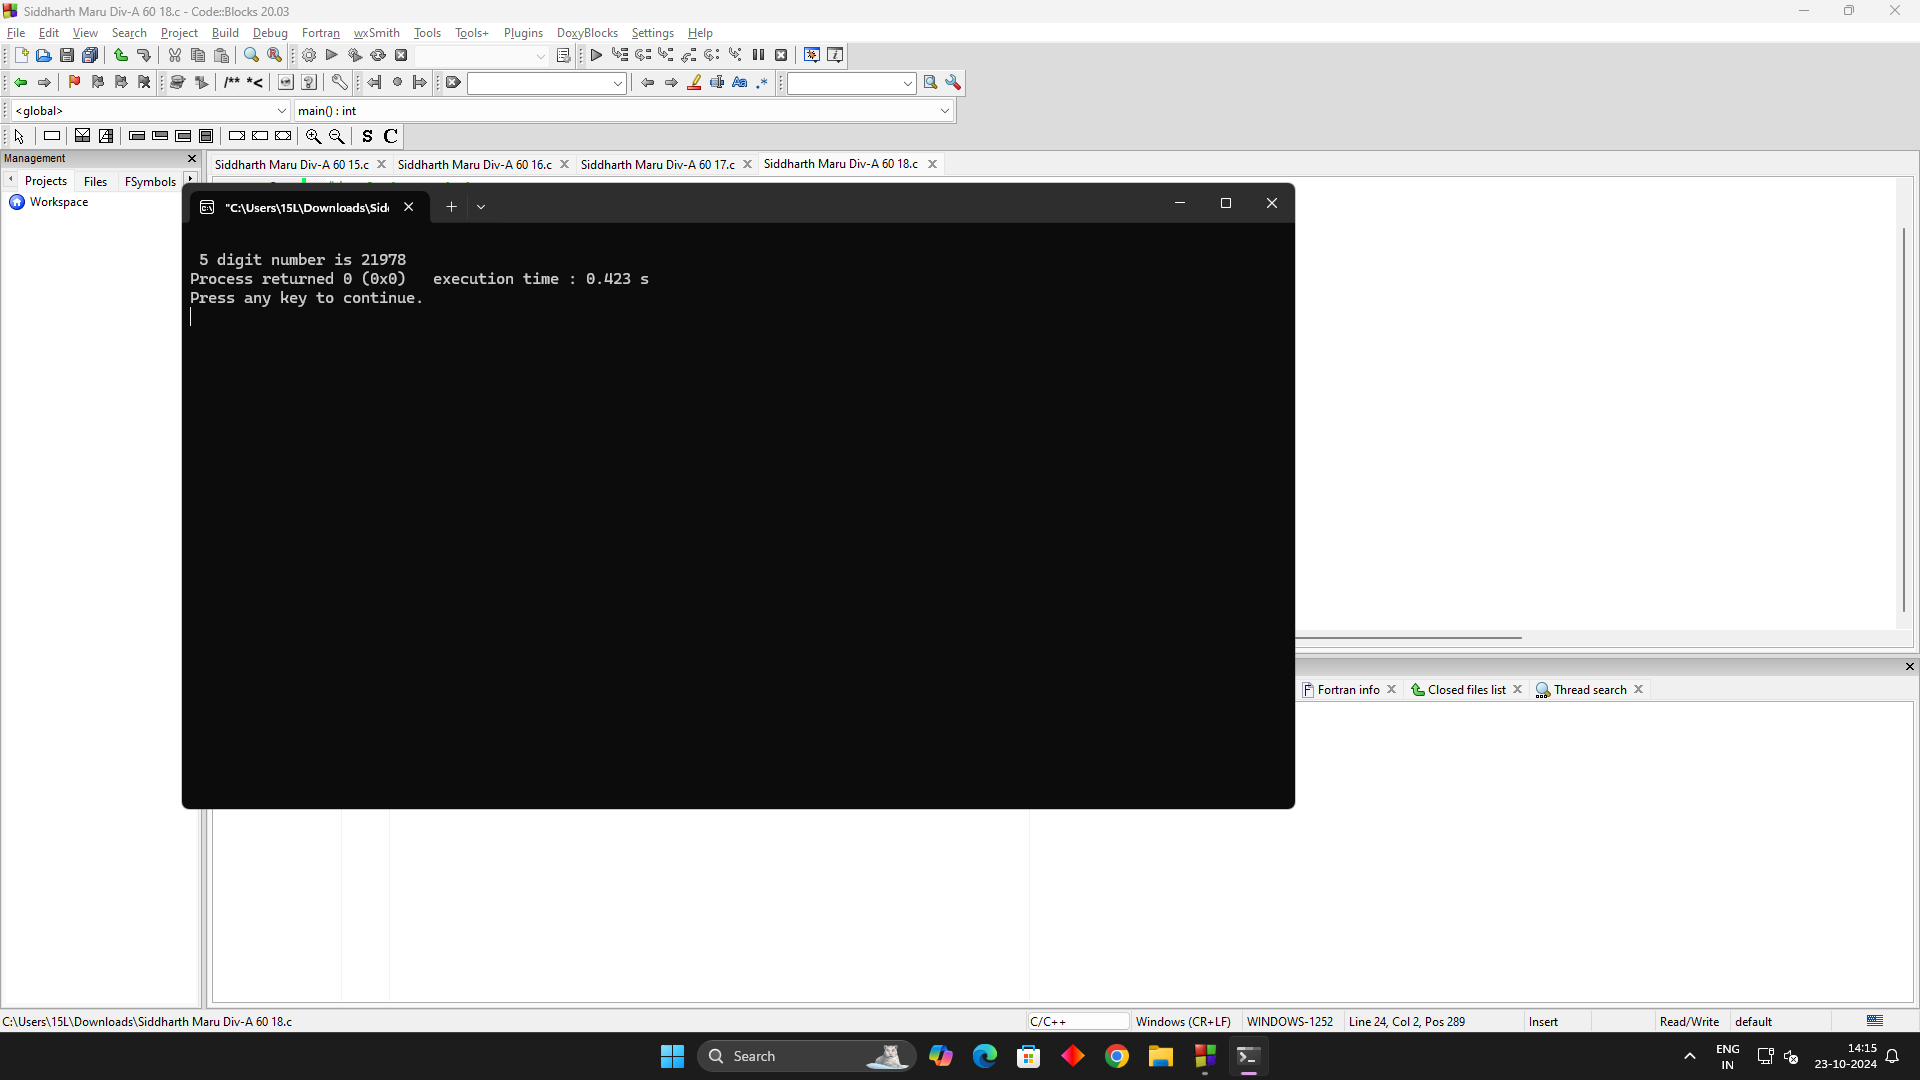 Siddharth Maru Div-A 60 18.c - Code::Blocks 20.03
File Edit View Search Project Build Debug Fortran wxSmith Tools Tools+ Plugins DoxyBlocks Settings Help
/** *<
Aa .*
<global> main() : int
S C
Management
Siddharth Maru Div-A 60 15.c Siddharth Maru Div-A 60 16.c Siddharth Maru Div-A 60 17.c Siddharth Maru Div-A 60 18.c
Projects Files FSymbols
Workspace
"C:\Users\15L\Downloads\Sid
5 digit number is 21978
Process returned 0 (0x0)   execution time : 0.423 s
Press any key to continue.
Fortran info Closed files list Thread search
C:\Users\15L\Downloads\Siddharth Maru Div-A 60 18.c C/C++ Windows (CR+LF) WINDOWS-1252 Line 24, Col 2, Pos 289 Insert Read/Write default
Search
ENG
IN
14:15
23-10-2024